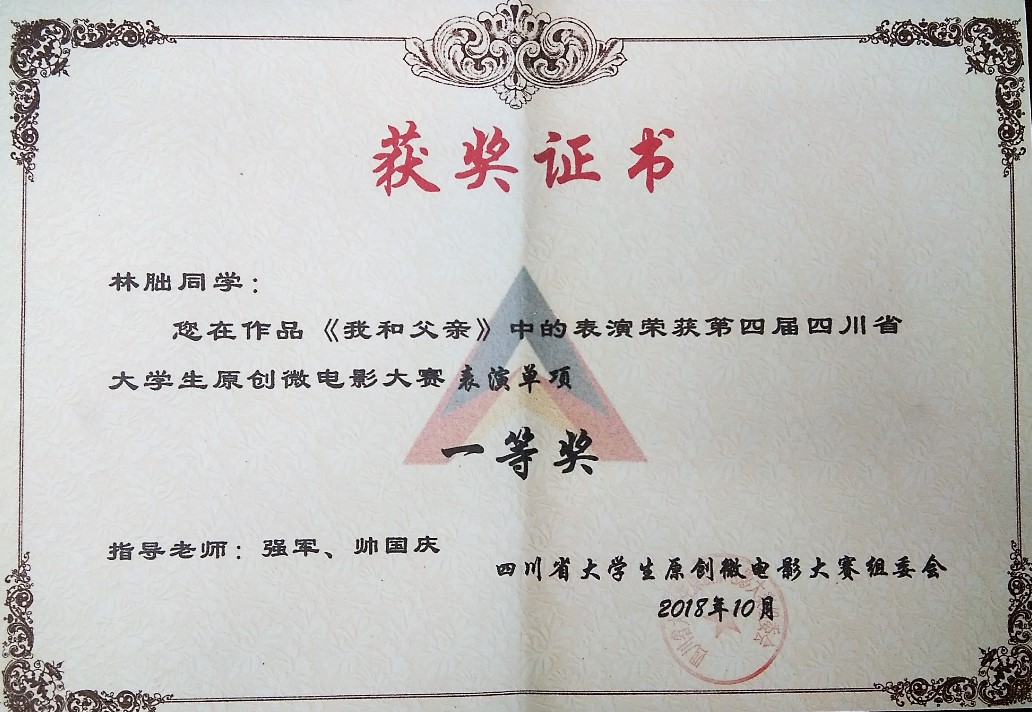 获奖证书
林朏同学：
您在作品《我和父亲》中的表演荣获第四届四川省
大学生原创微电影大赛 表演单项
一等奖
指导老师：强军、帅国庆
四川省大学生原创微电影大赛组委会
2018年10月